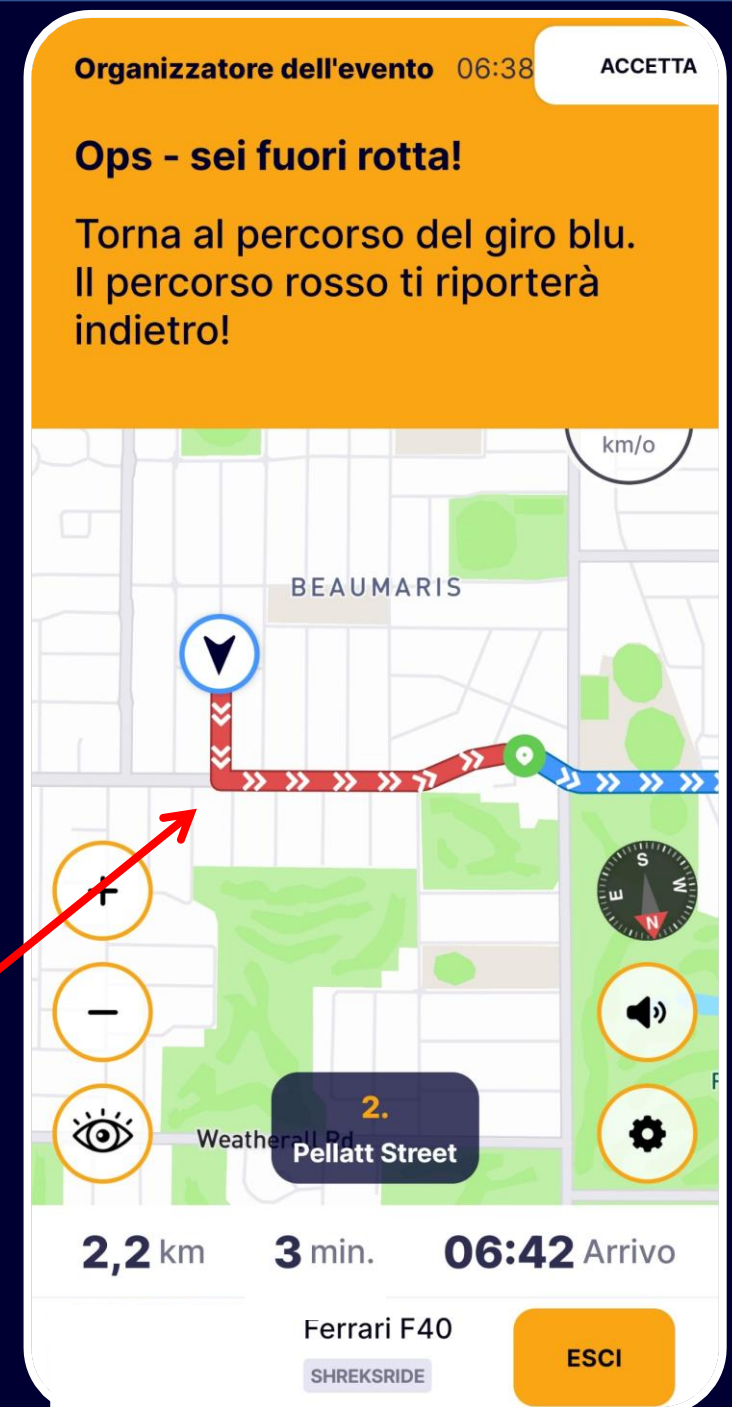 Organizzatore dell'evento 06:38 ACCETTA
Ops - sei fuori rotta!
Torna al percorso del giro blu.
Il percorso rosso ti riporterà
indietro!
km/o
BEAUMARIS
S
E W
N
2.
Weatherall Rd
Pellatt Street
F
2,2 km 3 min. 06:42 Arrivo
Ferrari F40
SHREKSRIDE
ESCI